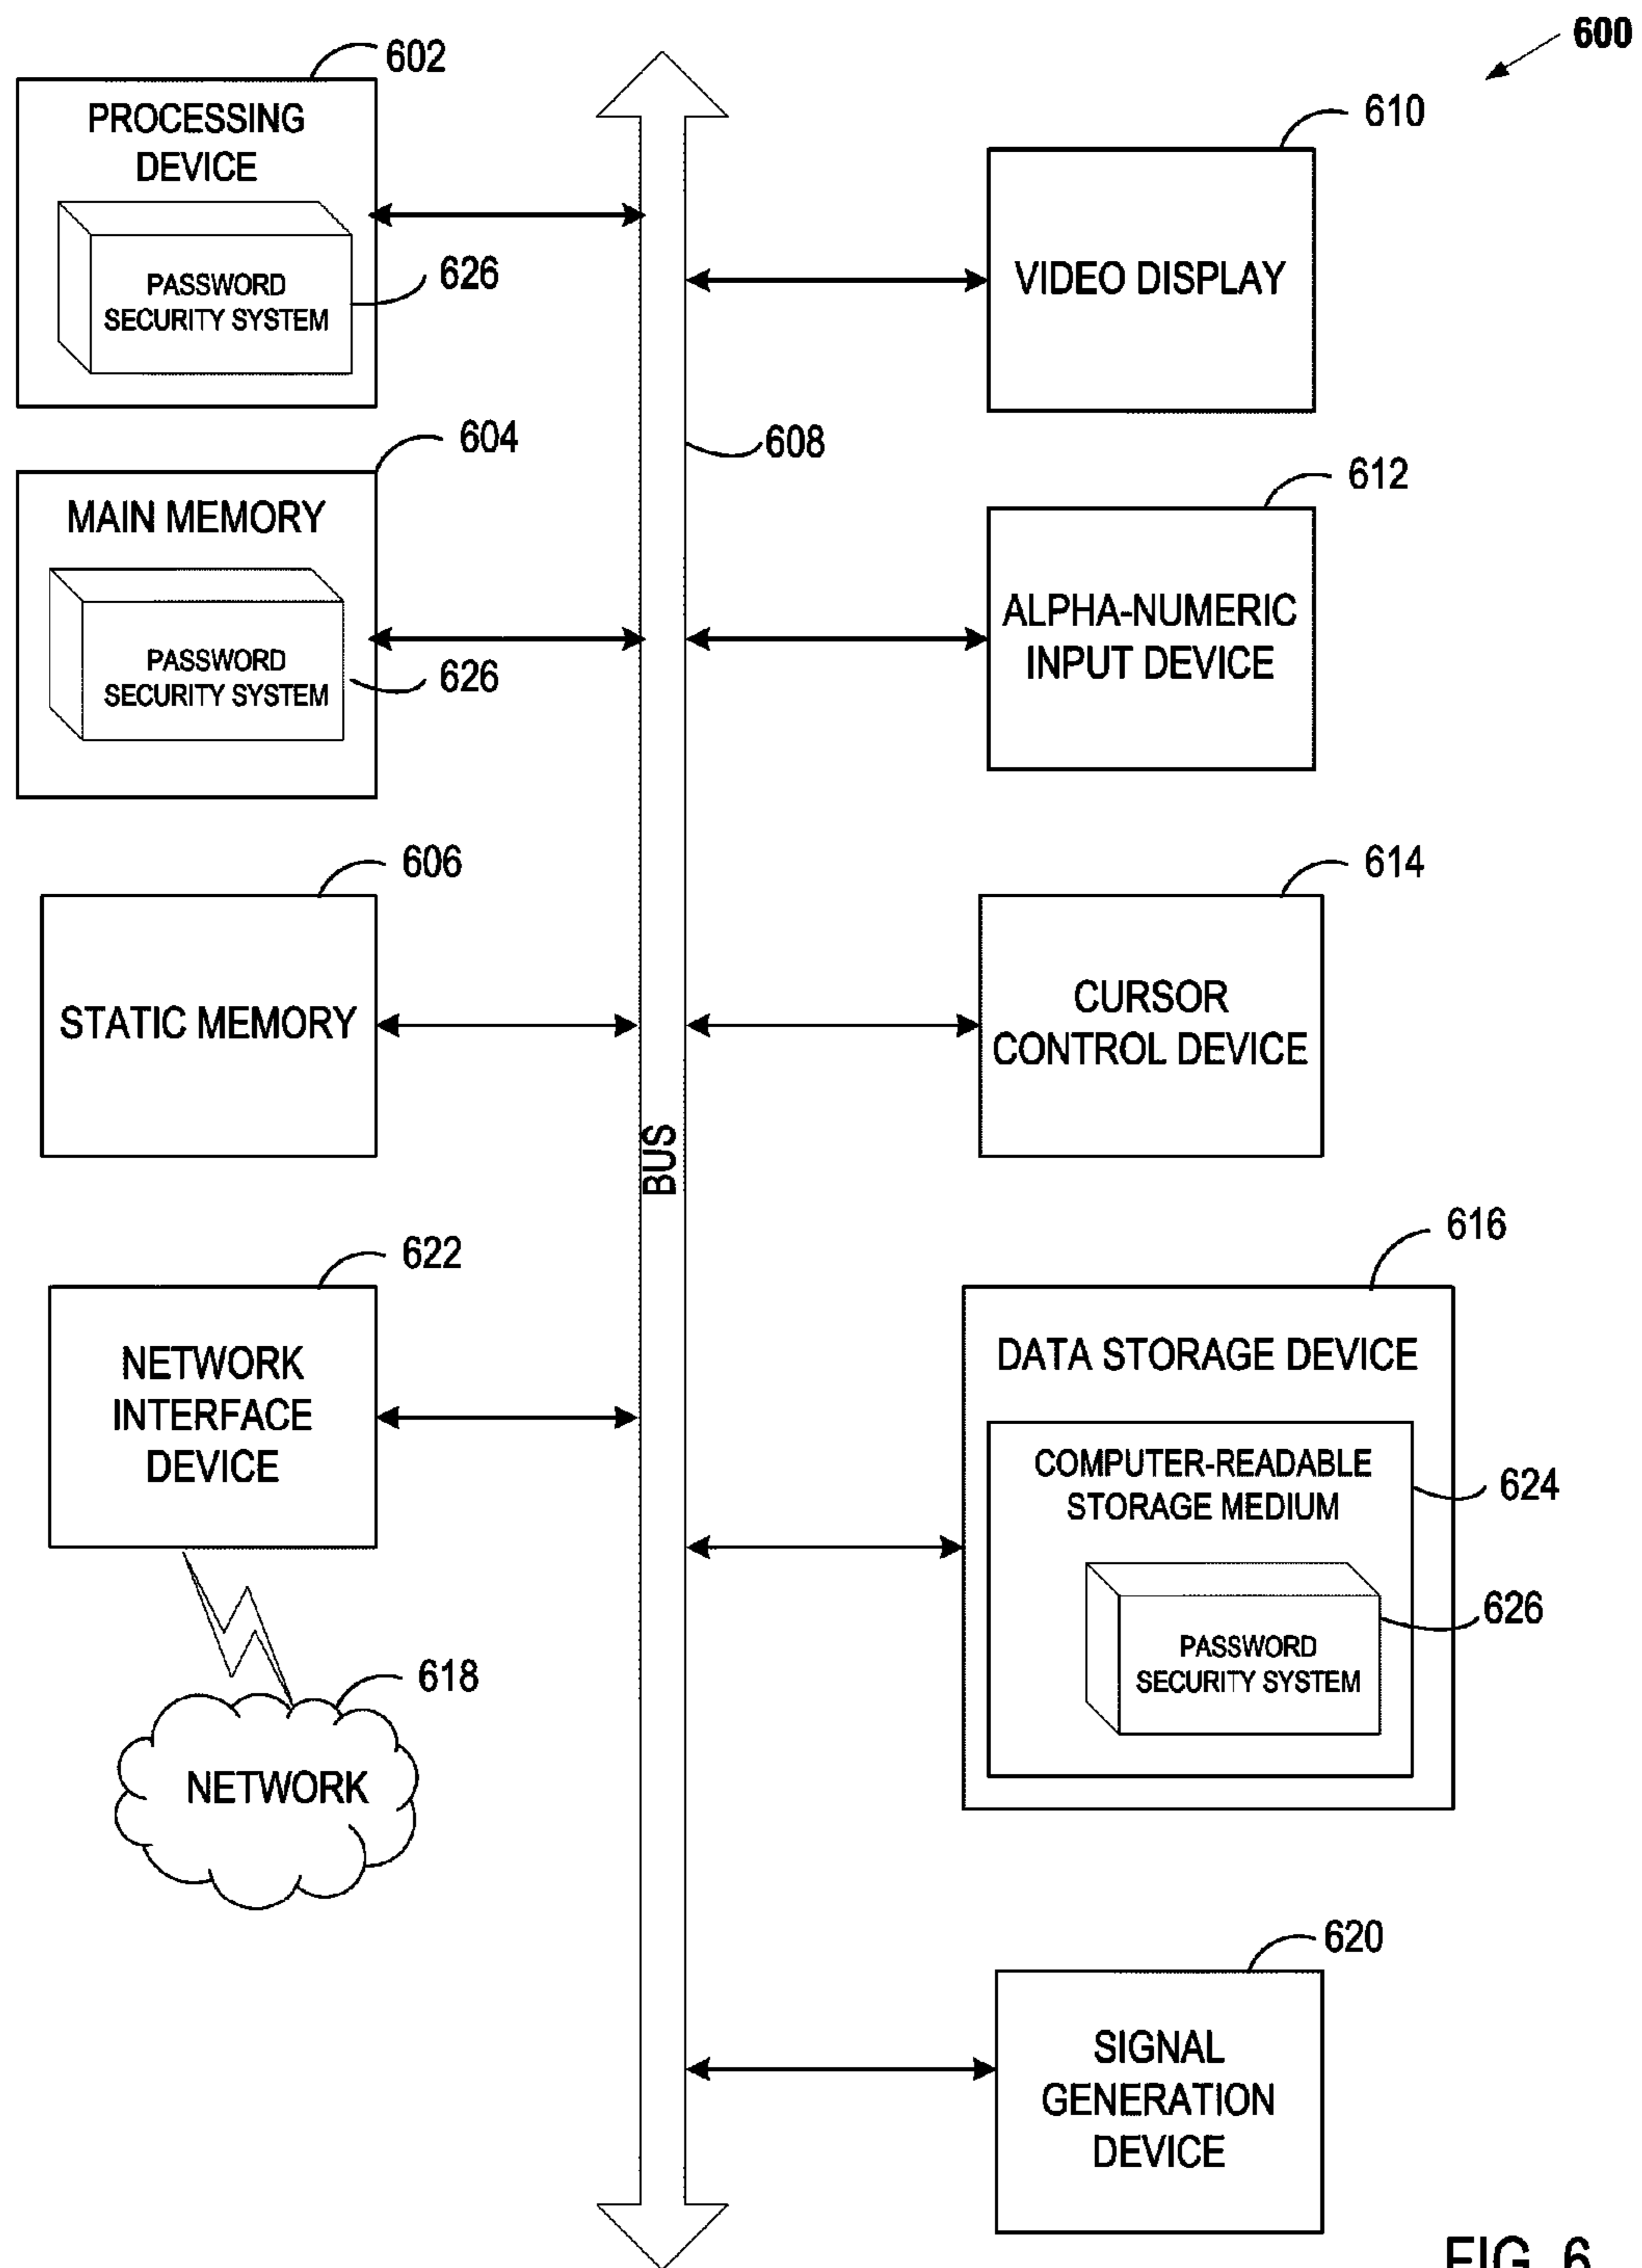 600
602
PROCESSING
DEVICE
PASSWORD
SECURITY SYSTEM
626
610
VIDEO DISPLAY
608
604
MAIN MEMORY
PASSWORD
SECURITY SYSTEM
626
612
ALPHA-NUMERIC
INPUT DEVICE
606
STATIC MEMORY
614
CURSOR
CONTROL DEVICE
BUS
622
NETWORK
INTERFACE
DEVICE
616
DATA STORAGE DEVICE
COMPUTER-READABLE
STORAGE MEDIUM
624
PASSWORD
SECURITY SYSTEM
626
618
NETWORK
620
SIGNAL
GENERATION
DEVICE
FIG. 6